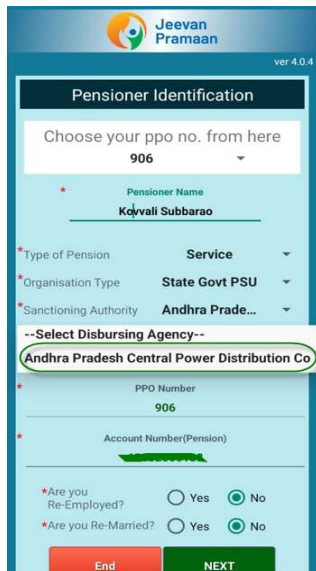 Jeevan
Pramaan
ver 4.0.4
Pensioner Identification
Choose your ppo no. from here
906
* Pensioner Name
Kovvali Subbarao
*Type of Pension Service
*Organisation Type State Govt PSU
*Sanctioning Authority Andhra Prade...
--Select Disbursing Agency--
Andhra Pradesh Central Power Distribution Co
* PPO Number
906
* Account Number(Pension)
*Are you
Re-Employed? Yes No
*Are you Re-Married? Yes No
End NEXT